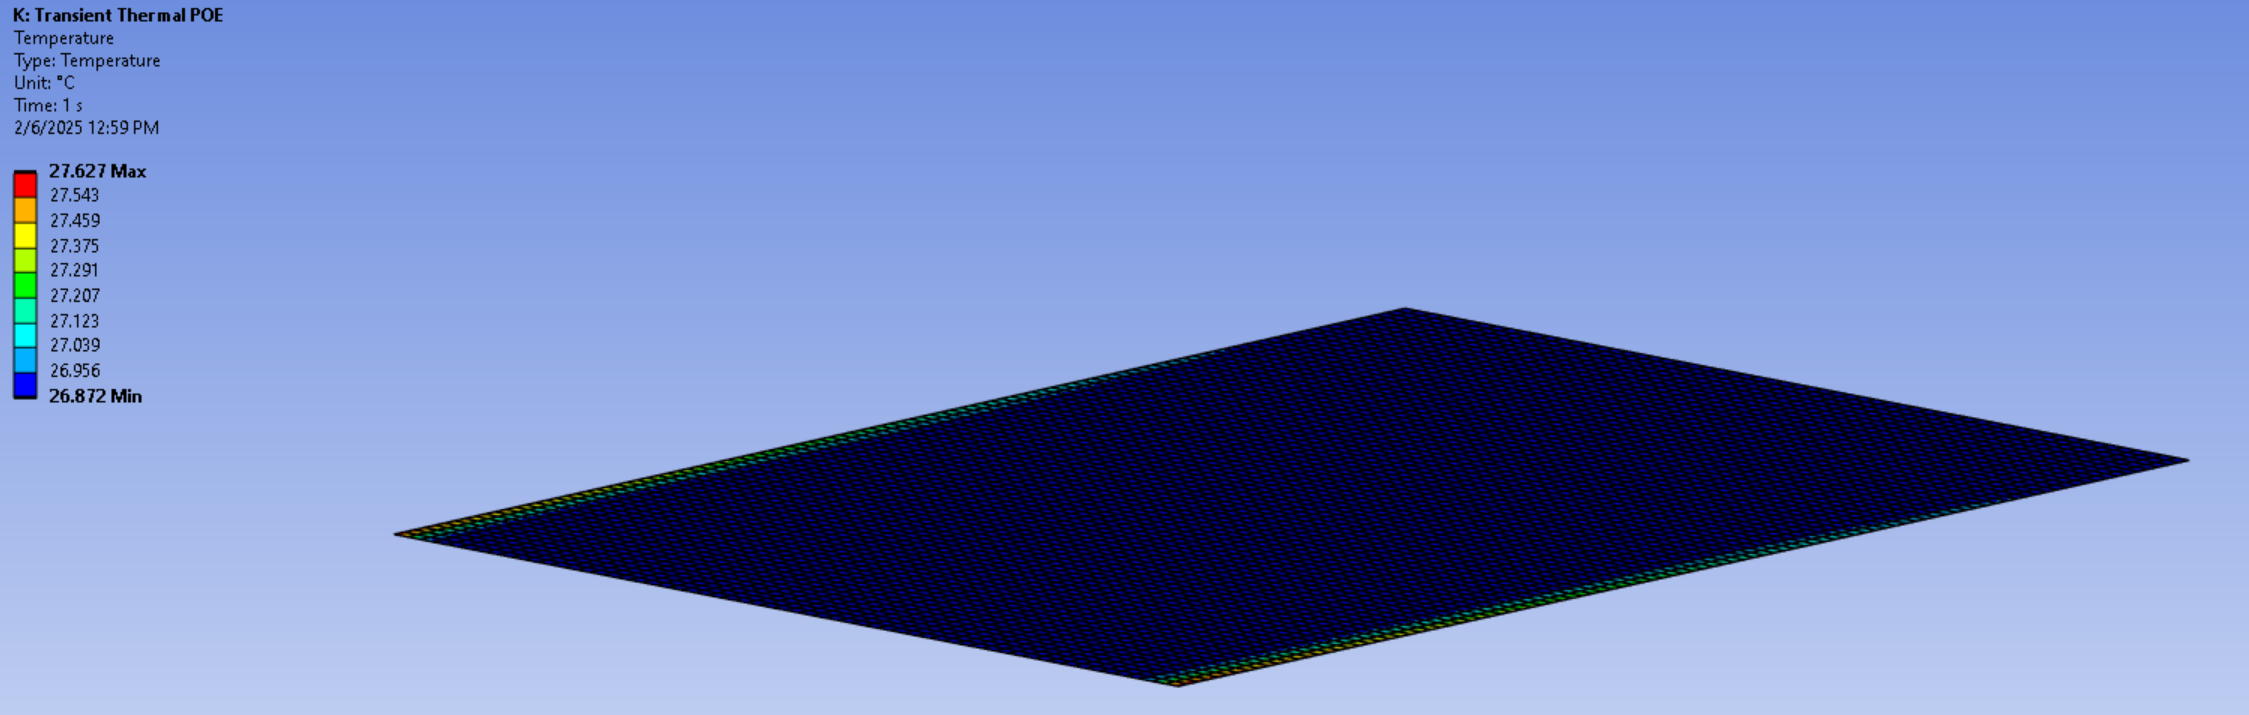 K: Transient Thermal POE
Temperature
Type: Temperature
Unit: °C
Time: 1 s
2/6/2025 12:59 PM
27.627 Max
27.543
27.459
27.375
27.291
27.207
27.123
27.039
26.956
26.872 Min